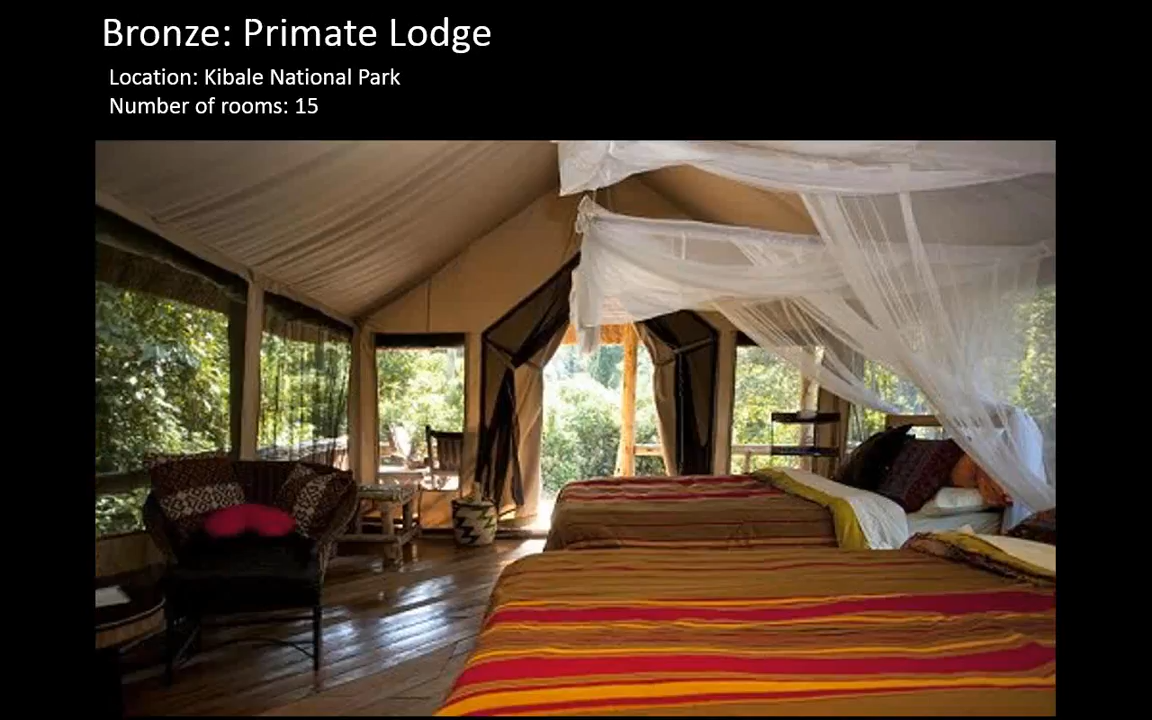 Bronze: Primate Lodge
Location: Kibale National Park
Number of rooms: 15